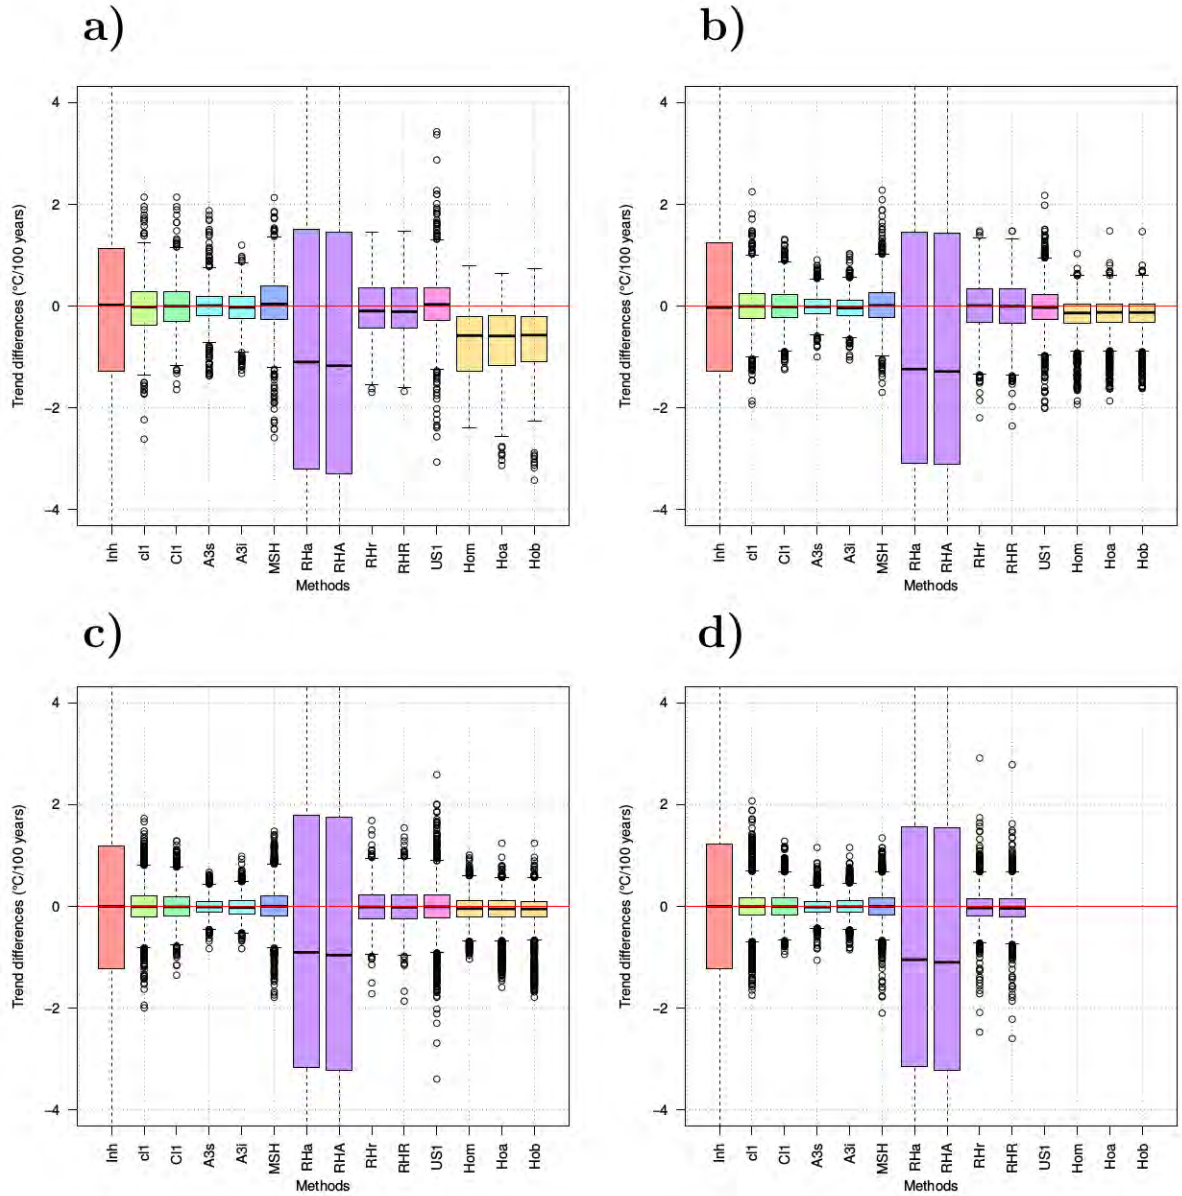 a)
b)
Trend differences (°C/100 years)
4
2
0
−2
−4
Inh
cl1
Cl1
A3s
A3i
MSH
RHa
RHA
RHr
RHR
US1
Hom
Hoa
Hob
Methods
Trend differences (°C/100 years)
4
2
0
−2
−4
Inh
cl1
Cl1
A3s
A3i
MSH
RHa
RHA
RHr
RHR
US1
Hom
Hoa
Hob
Methods
c)
d)
Trend differences (°C/100 years)
4
2
0
−2
−4
Inh
cl1
Cl1
A3s
A3i
MSH
RHa
RHA
RHr
RHR
US1
Hom
Hoa
Hob
Methods
Trend differences (°C/100 years)
4
2
0
−2
−4
Inh
cl1
Cl1
A3s
A3i
MSH
RHa
RHA
RHr
RHR
US1
Hom
Hoa
Hob
Methods